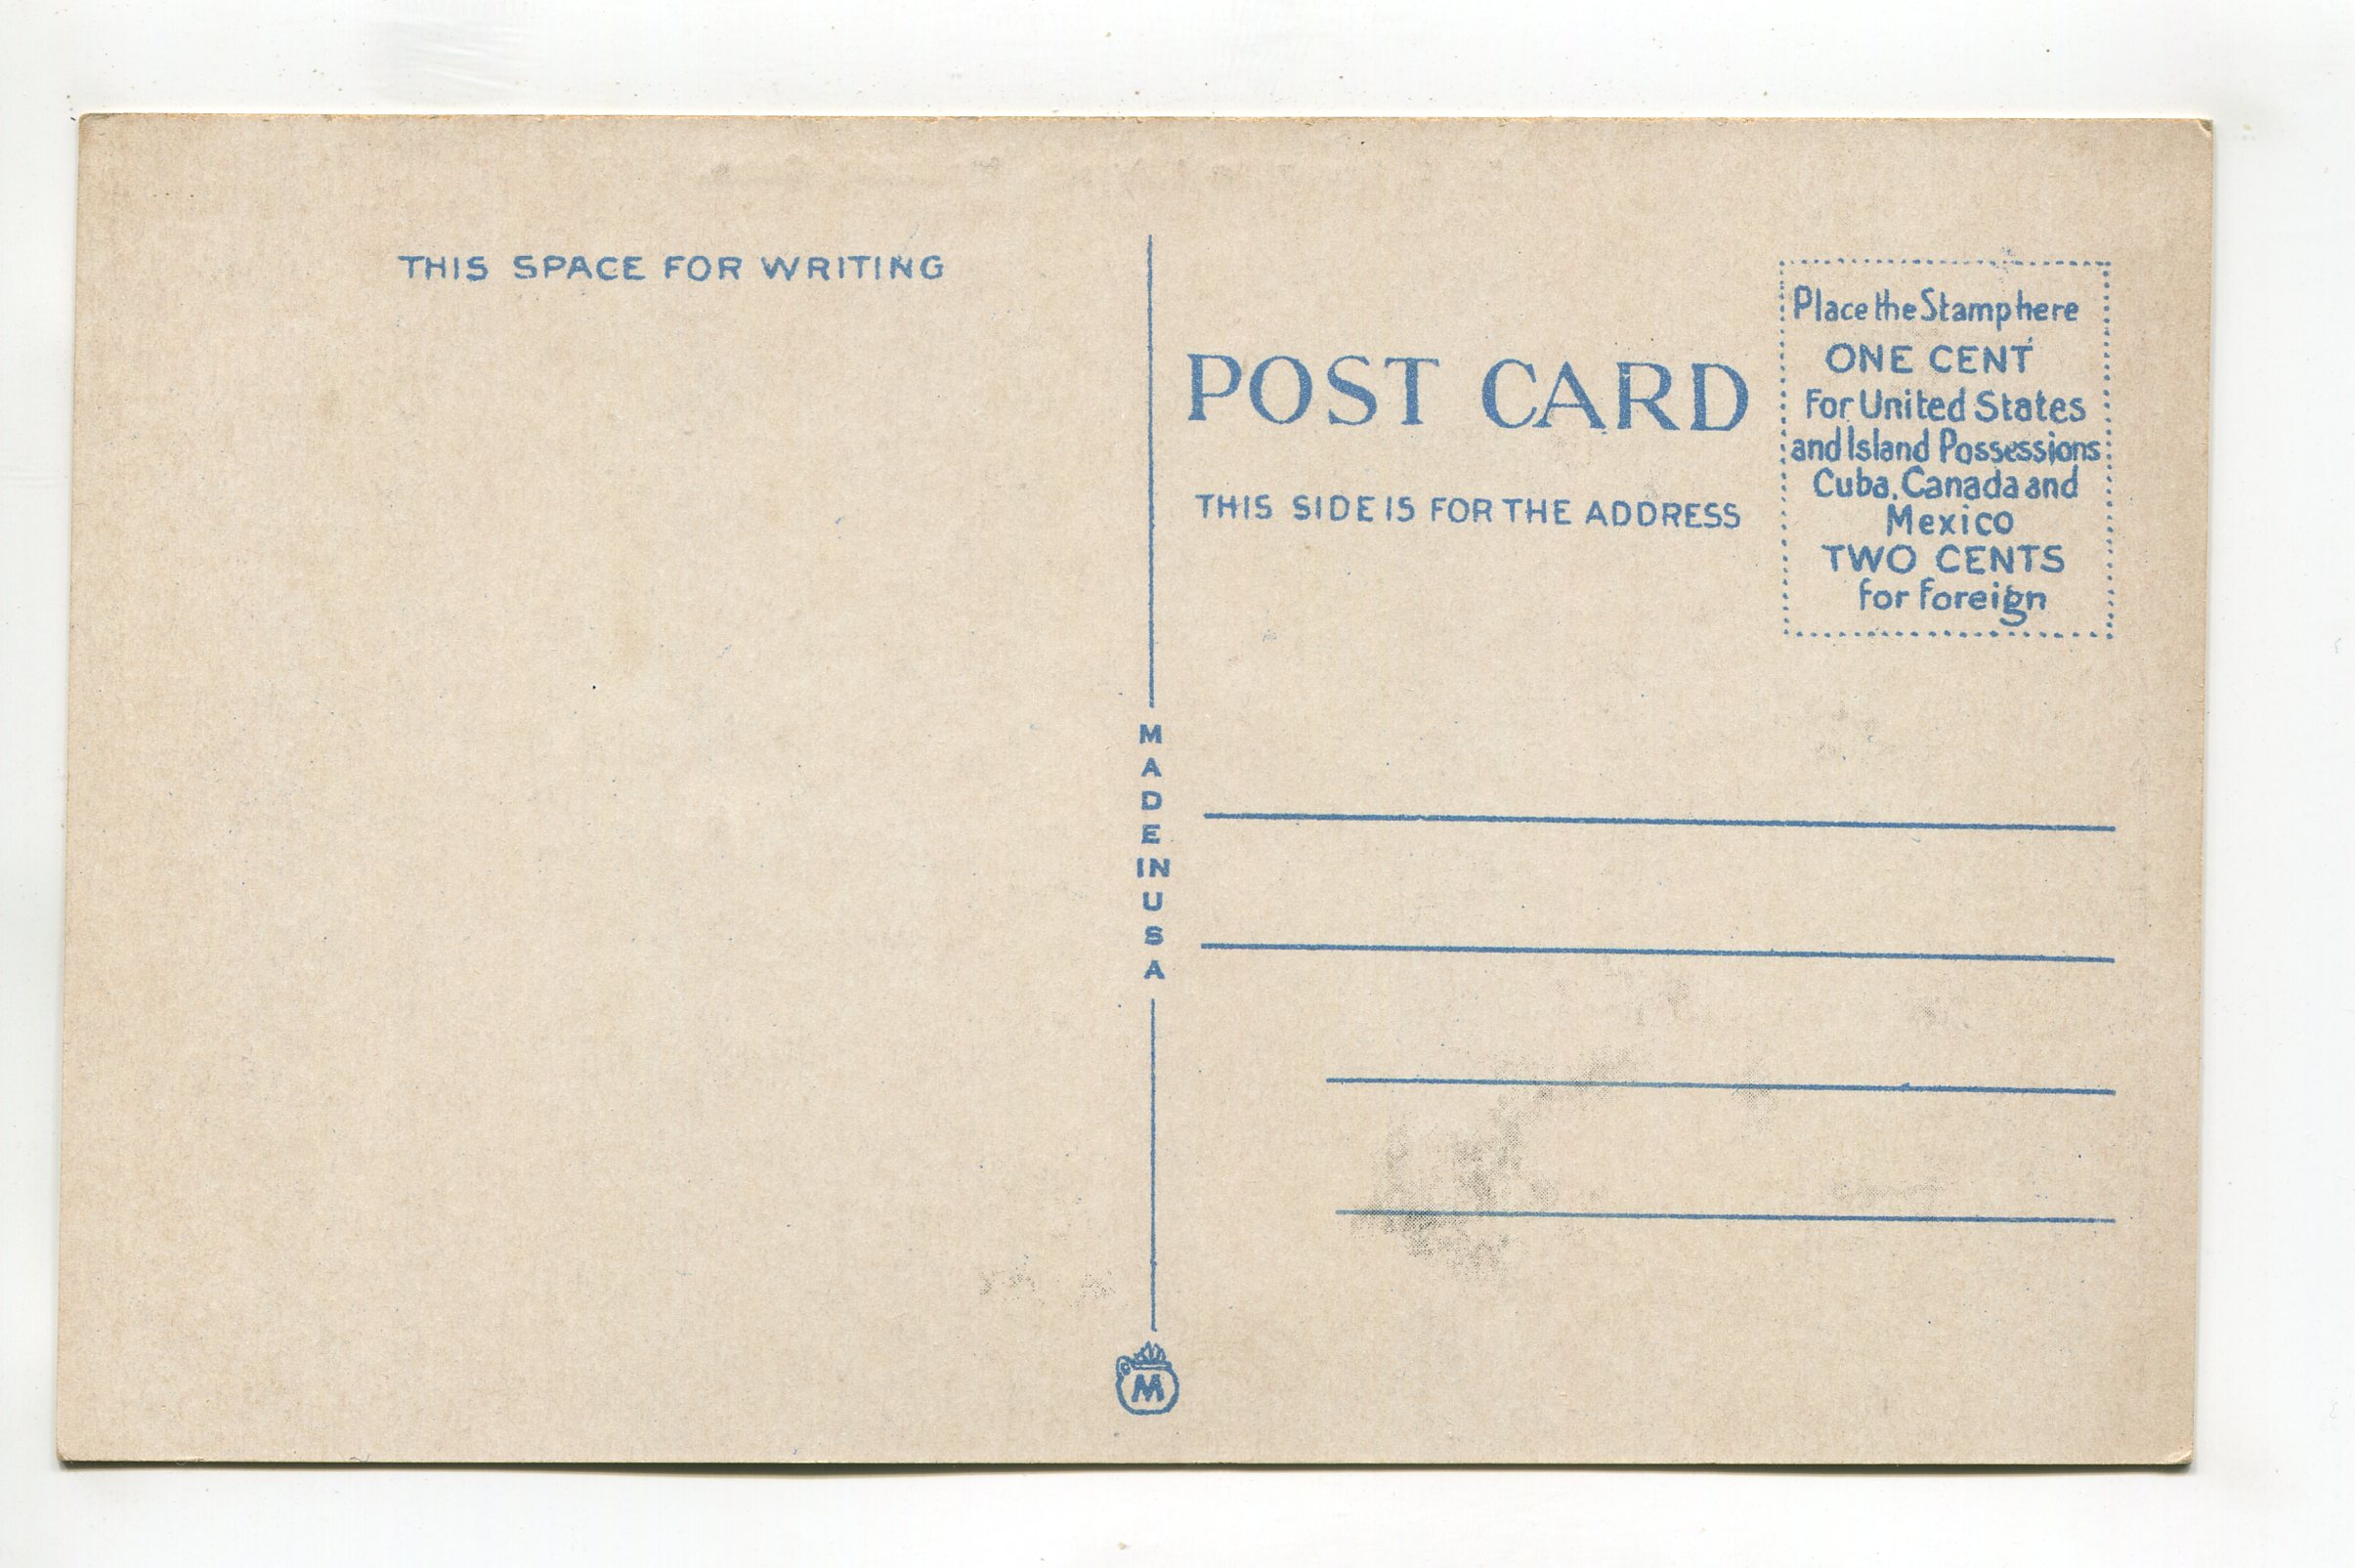 THIS SPACE FOR WRITING
POST CARD
THIS SIDE IS FOR THE ADDRESS
Place the Stamp here
ONE CENT
For United States
and Island Possessions
Cuba, Canada and
Mexico
TWO CENTS
for foreign
MADE IN USA
M